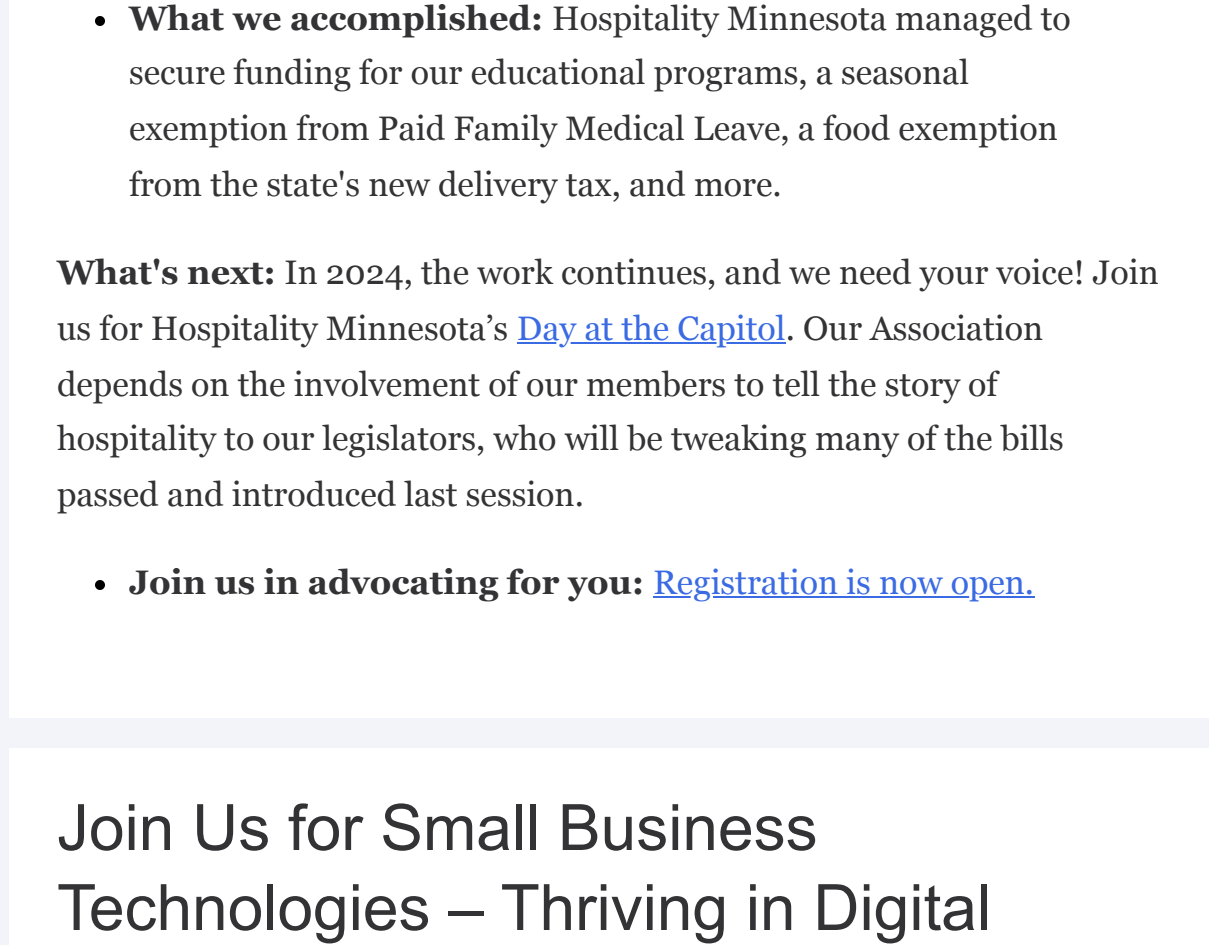 • What we accomplished: Hospitality Minnesota managed to
secure funding for our educational programs, a seasonal
exemption from Paid Family Medical Leave, a food exemption
from the state's new delivery tax, and more.
What's next: In 2024, the work continues, and we need your voice! Join
us for Hospitality Minnesota’s Day at the Capitol. Our Association
depends on the involvement of our members to tell the story of
hospitality to our legislators, who will be tweaking many of the bills
passed and introduced last session.
• Join us in advocating for you: Registration is now open.
Join Us for Small Business
Technologies – Thriving in Digital